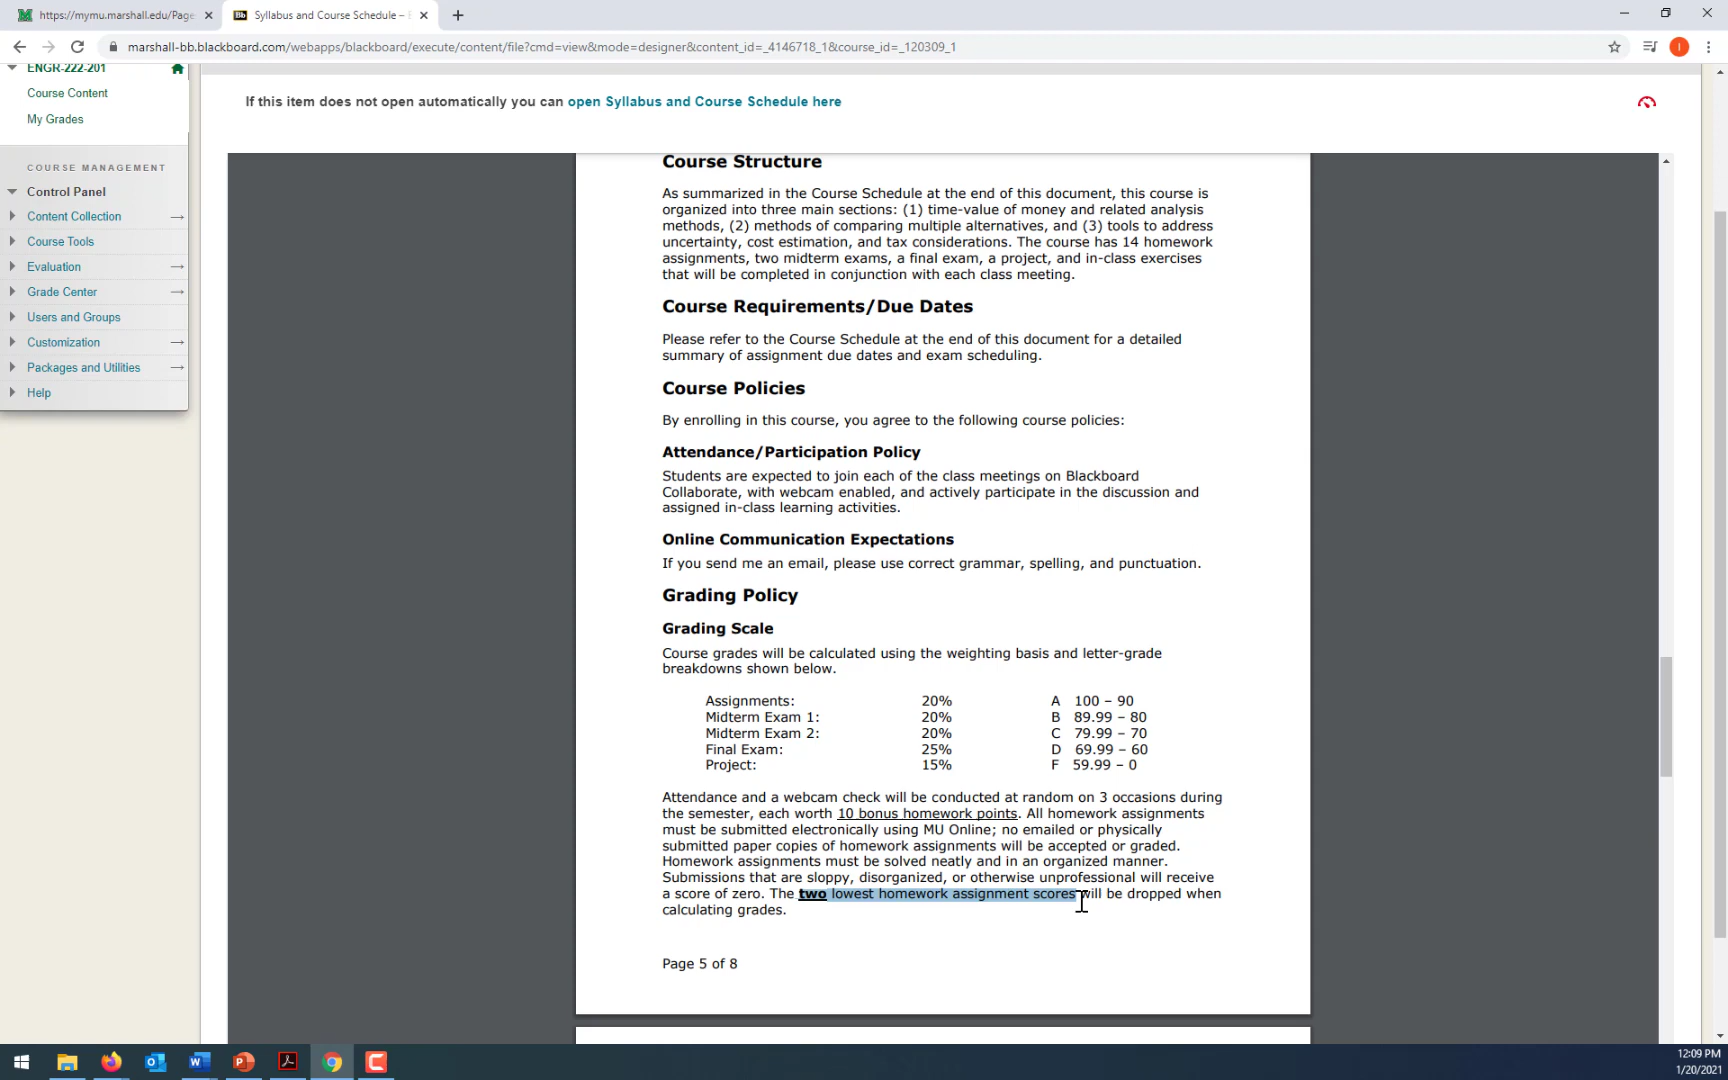 https://mymu.marshall.edu/Page
Syllabus and Course Schedule –
marshall-bb.blackboard.com/webapps/blackboard/execute/content/file?cmd=view&mode=designer&content_id=_4146718_1&course_id=_120309_1
ENGR-222-201
Course Content
My Grades
COURSE MANAGEMENT
Control Panel
Content Collection
Course Tools
Evaluation
Grade Center
Users and Groups
Customization
Packages and Utilities
Help
If this item does not open automatically you can open Syllabus and Course Schedule here
Course Structure
As summarized in the Course Schedule at the end of this document, this course is
organized into three main sections: (1) time-value of money and related analysis
methods, (2) methods of comparing multiple alternatives, and (3) tools to address
uncertainty, cost estimation, and tax considerations. The course has 14 homework
assignments, two midterm exams, a final exam, a project, and in-class exercises
that will be completed in conjunction with each class meeting.
Course Requirements/Due Dates
Please refer to the Course Schedule at the end of this document for a detailed
summary of assignment due dates and exam scheduling.
Course Policies
By enrolling in this course, you agree to the following course policies:
Attendance/Participation Policy
Students are expected to join each of the class meetings on Blackboard
Collaborate, with webcam enabled, and actively participate in the discussion and
assigned in-class learning activities.
Online Communication Expectations
If you send me an email, please use correct grammar, spelling, and punctuation.
Grading Policy
Grading Scale
Course grades will be calculated using the weighting basis and letter-grade
breakdowns shown below.
Assignments: 20% A 100 – 90
Midterm Exam 1: 20% B 89.99 – 80
Midterm Exam 2: 20% C 79.99 – 70
Final Exam: 25% D 69.99 – 60
Project: 15% F 59.99 – 0
Attendance and a webcam check will be conducted at random on 3 occasions during
the semester, each worth 10 bonus homework points. All homework assignments
must be submitted electronically using MU Online; no emailed or physically
submitted paper copies of homework assignments will be accepted or graded.
Homework assignments must be solved neatly and in an organized manner.
Submissions that are sloppy, disorganized, or otherwise unprofessional will receive
a score of zero. The two lowest homework assignment scores will be dropped when
calculating grades.
Page 5 of 8
12:09 PM
1/20/2021